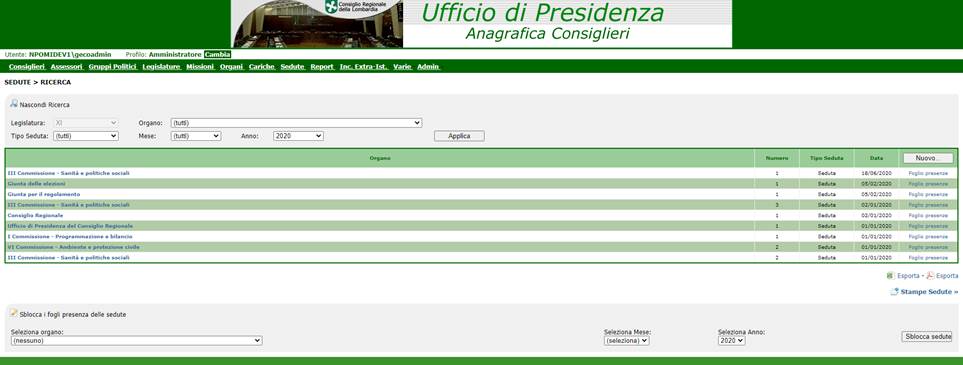 Consiglio Regionale
della Lombardia
Ufficio di Presidenza
Anagrafica Consiglieri
Utente: NPOMIDEV1\gecoadmin Profilo: Amministratore Cambia
Consiglieri Assessori Gruppi Politici Legislature Missioni Organi Cariche Sedute Report Inc. Extra-Ist. Varie Admin
SEDUTE > RICERCA
Nascondi Ricerca
Legislatura: XI Organo: (tutti)
Tipo Seduta: (tutti) Mese: (tutti) Anno: 2020 Applica
Organo Numero Tipo Seduta Data Nuovo...
III Commissione - Sanità e politiche sociali 1 Seduta 18/06/2020 Foglio presenze
Giunta delle elezioni 1 Seduta 05/02/2020 Foglio presenze
Giunta per il regolamento 1 Seduta 05/02/2020 Foglio presenze
III Commissione - Sanità e politiche sociali 3 Seduta 02/01/2020 Foglio presenze
Consiglio Regionale 1 Seduta 02/01/2020 Foglio presenze
Ufficio di Presidenza del Consiglio Regionale 1 Seduta 01/01/2020 Foglio presenze
I Commissione - Programmazione e bilancio 1 Seduta 01/01/2020 Foglio presenze
VI Commissione - Ambiente e protezione civile 2 Seduta 01/01/2020 Foglio presenze
III Commissione - Sanità e politiche sociali 2 Seduta 01/01/2020 Foglio presenze
Esporta - Esporta
Stampe Sedute »
Sblocca i fogli presenza delle sedute
Seleziona organo: Seleziona Mese: Seleziona Anno:
(nessuno) (seleziona) 2020 Sblocca sedute